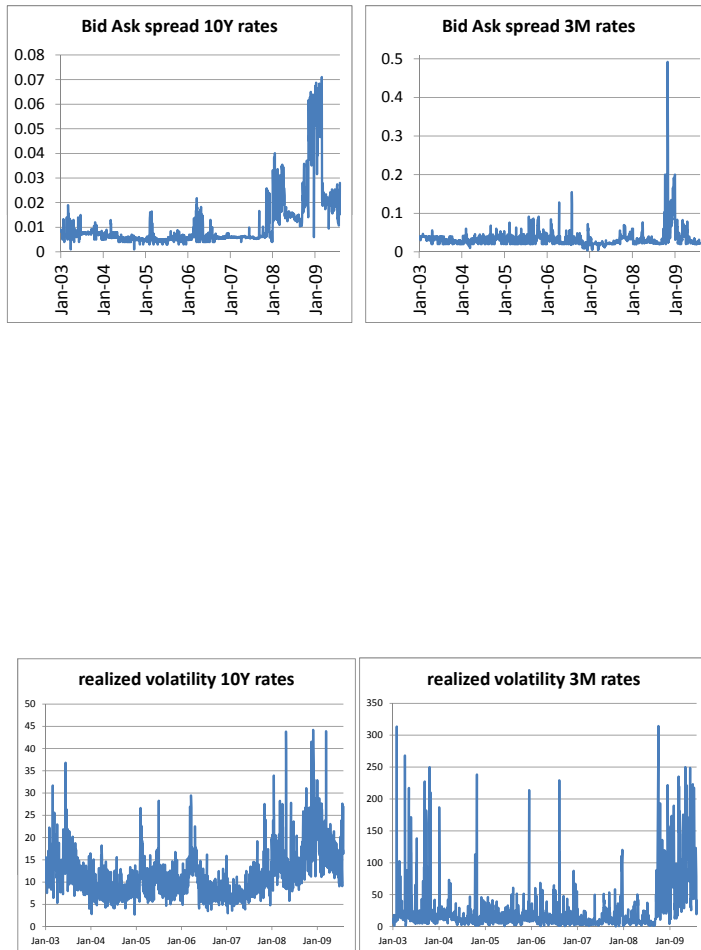 Bid Ask spread 10Y rates
0.08
0.07
0.06
0.05
0.04
0.03
0.02
0.01
0
Jan-03
Jan-04
Jan-05
Jan-06
Jan-07
Jan-08
Jan-09
Bid Ask spread 3M rates
0.5
0.4
0.3
0.2
0.1
0
Jan-03
Jan-04
Jan-05
Jan-06
Jan-07
Jan-08
Jan-09
realized volatility 10Y rates
50
45
40
35
30
25
20
15
10
5
0
Jan-03 Jan-04 Jan-05 Jan-06 Jan-07 Jan-08 Jan-09
realized volatility 3M rates
350
300
250
200
150
100
50
0
Jan-03 Jan-04 Jan-05 Jan-06 Jan-07 Jan-08 Jan-09